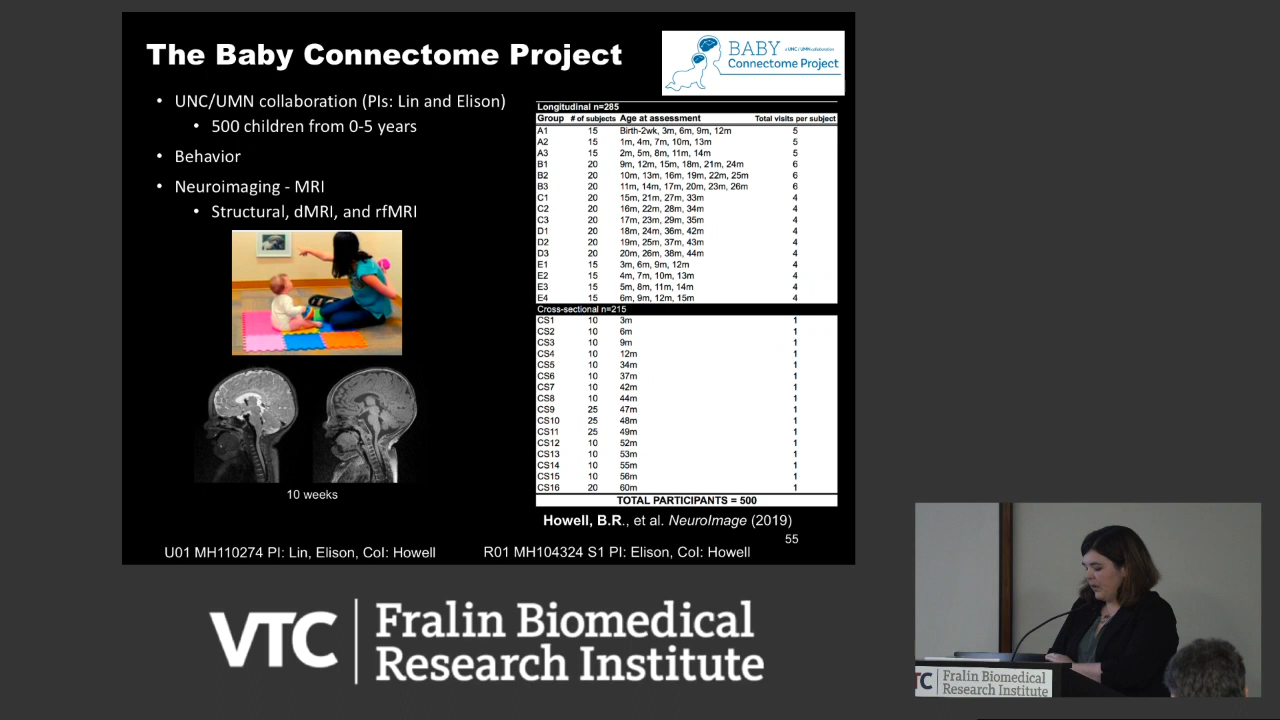 The Baby Connectome Project
BABY a UNC/UMN collaboration
Connectome Project
• UNC/UMN collaboration (PIs: Lin and Elison)
• 500 children from 0-5 years
• Behavior
• Neuroimaging - MRI
• Structural, dMRI, and rfMRI
10 weeks
Longitudinal n=285
Group # of subjects Age at assessment Total visits per subject
A1 15 Birth-2wk, 3m, 6m, 9m, 12m 5
A2 15 1m, 4m, 7m, 10m, 13m 5
A3 15 2m, 5m, 8m, 11m, 14m 5
B1 20 9m, 12m, 15m, 18m, 21m, 24m 6
B2 20 10m, 13m, 16m, 19m, 22m, 25m 6
B3 20 11m, 14m, 17m, 20m, 23m, 26m 6
C1 20 15m, 21m, 27m, 33m 4
C2 20 16m, 22m, 28m, 34m 4
C3 20 17m, 23m, 29m, 35m 4
D1 20 18m, 24m, 36m, 42m 4
D2 20 19m, 25m, 37m, 43m 4
D3 20 20m, 26m, 38m, 44m 4
E1 15 3m, 6m, 9m, 12m 4
E2 15 4m, 7m, 10m, 13m 4
E3 15 5m, 8m, 11m, 14m 4
E4 15 6m, 9m, 12m, 15m 4
Cross-sectional n=215
CS1 10 3m 1
CS2 10 6m 1
CS3 10 9m 1
CS4 10 12m 1
CS5 10 34m 1
CS6 10 37m 1
CS7 10 42m 1
CS8 10 44m 1
CS9 25 47m 1
CS10 25 48m 1
CS11 25 49m 1
CS12 10 52m 1
CS13 10 53m 1
CS14 10 55m 1
CS15 10 56m 1
CS16 20 60m 1
TOTAL PARTICIPANTS = 500
Howell, B.R., et al. NeuroImage (2019)
55
U01 MH110274 PI: Lin, Elison, CoI: Howell
R01 MH104324 S1 PI: Elison, CoI: Howell
VTC Fralin Biomedical
Research Institute
TC Fralin Biomedical
Research Institute